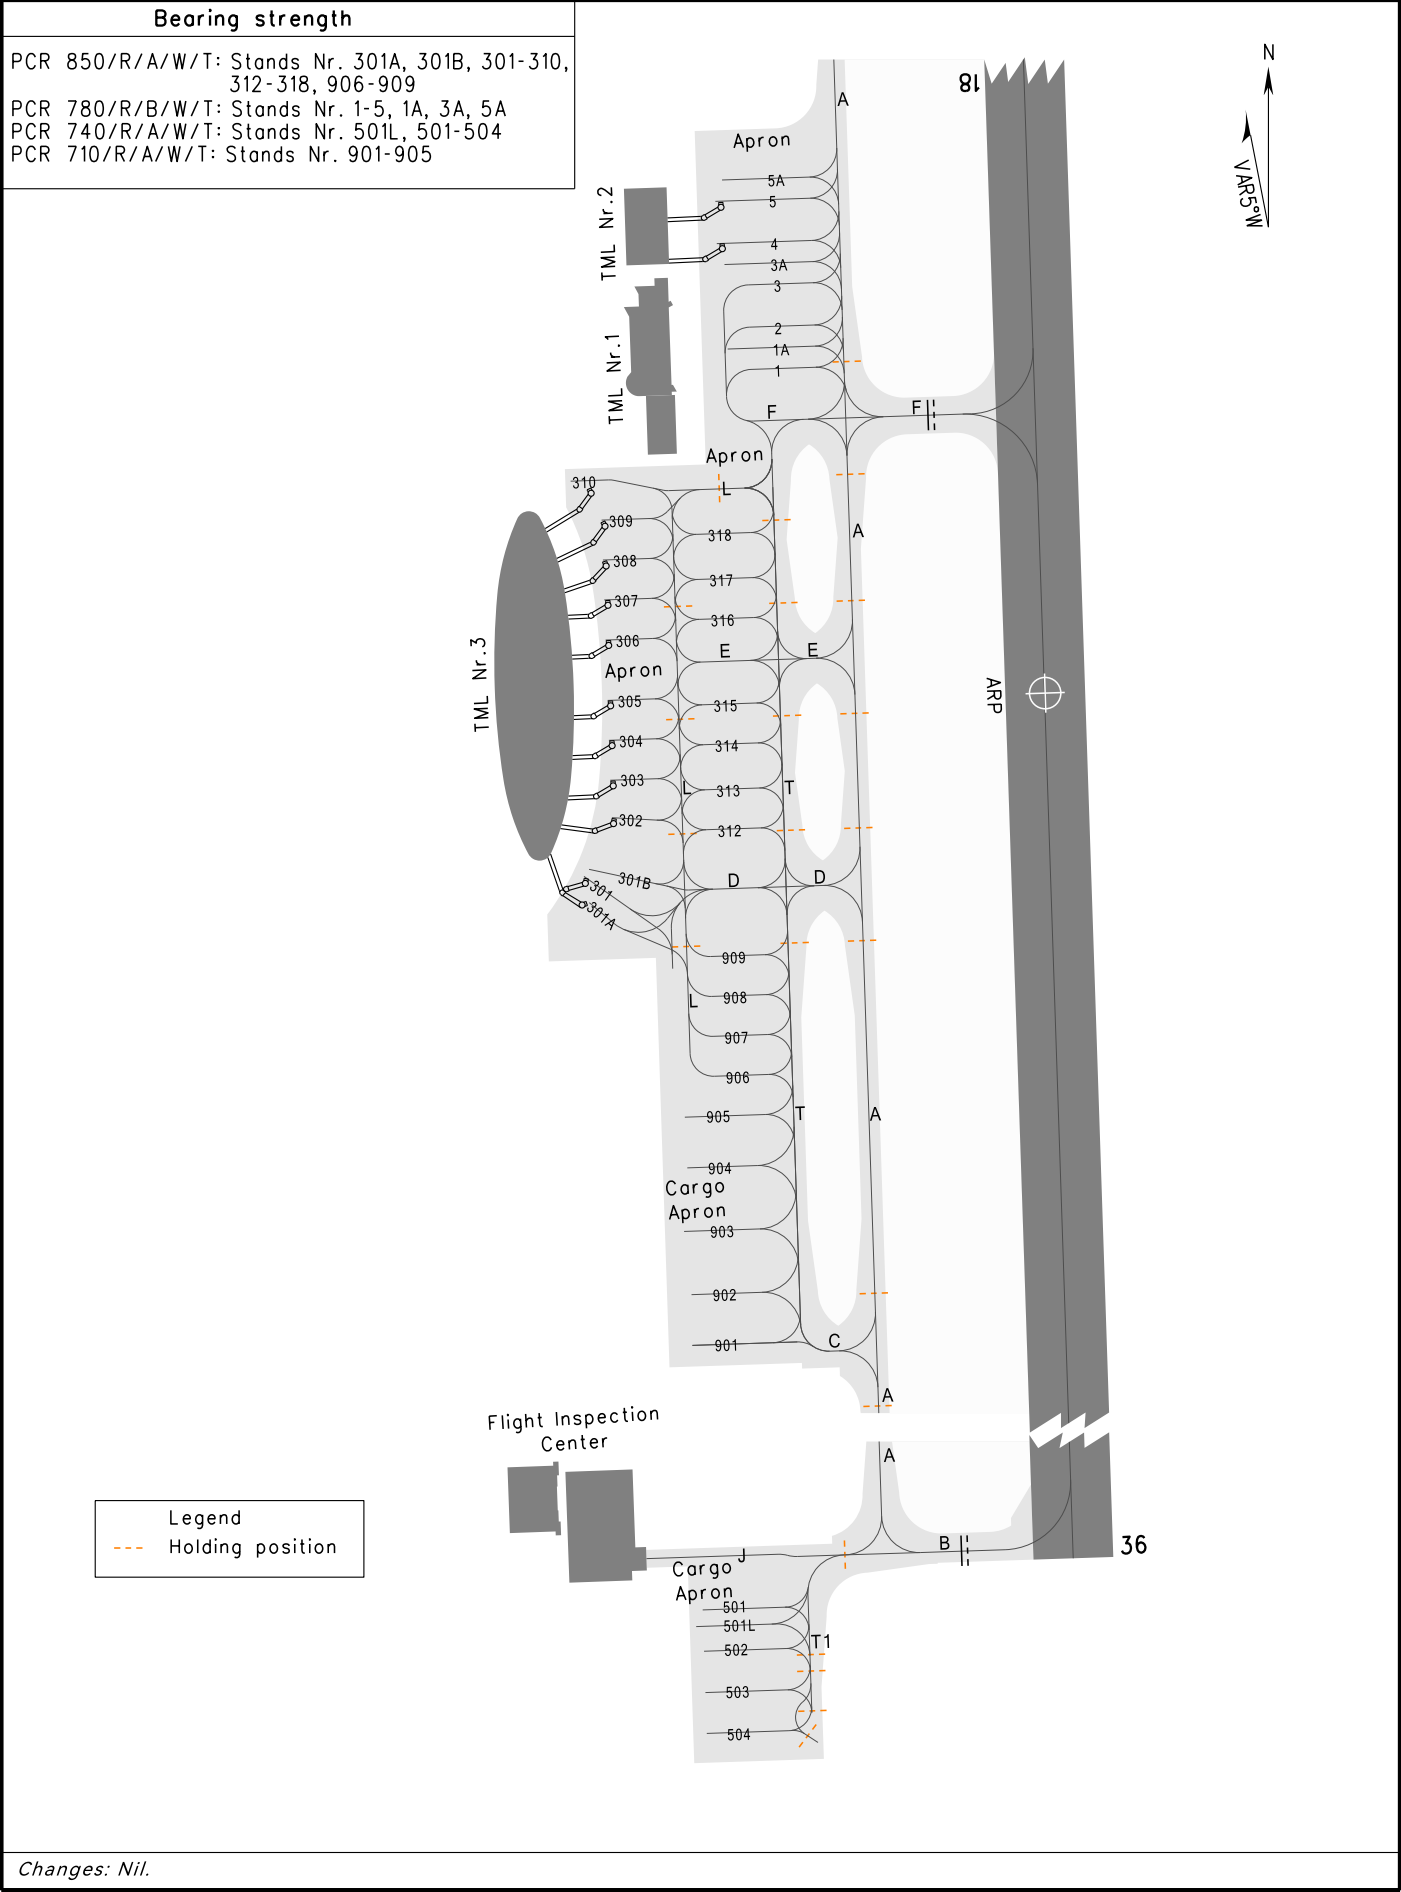 Bearing strength
PCR 850/R/A/W/T: Stands Nr. 301A, 301B, 301-310,
312-318, 906-909
PCR 780/R/B/W/T: Stands Nr. 1-5, 1A, 3A, 5A
PCR 740/R/A/W/T: Stands Nr. 501L, 501-504
PCR 710/R/A/W/T: Stands Nr. 901-905
N
VAR5°W
18
A
Apron
5A
5
4
3A
3
2
1A
1
TML Nr.2
TML Nr.1
F
F
Apron
L
310
309
308
307
306
318
317
316
A
E
E
Apron
TML Nr.3
305
304
303
302
315
314
313
312
L
T
ARP
301B
301
301A
D
D
909
908
907
906
L
905
904
T
A
Cargo
Apron
903
902
901
C
A
Flight Inspection
Center
A
Legend
Holding position
J
B
36
Cargo
Apron
501
501L
502
503
504
T1
Changes: Nil.